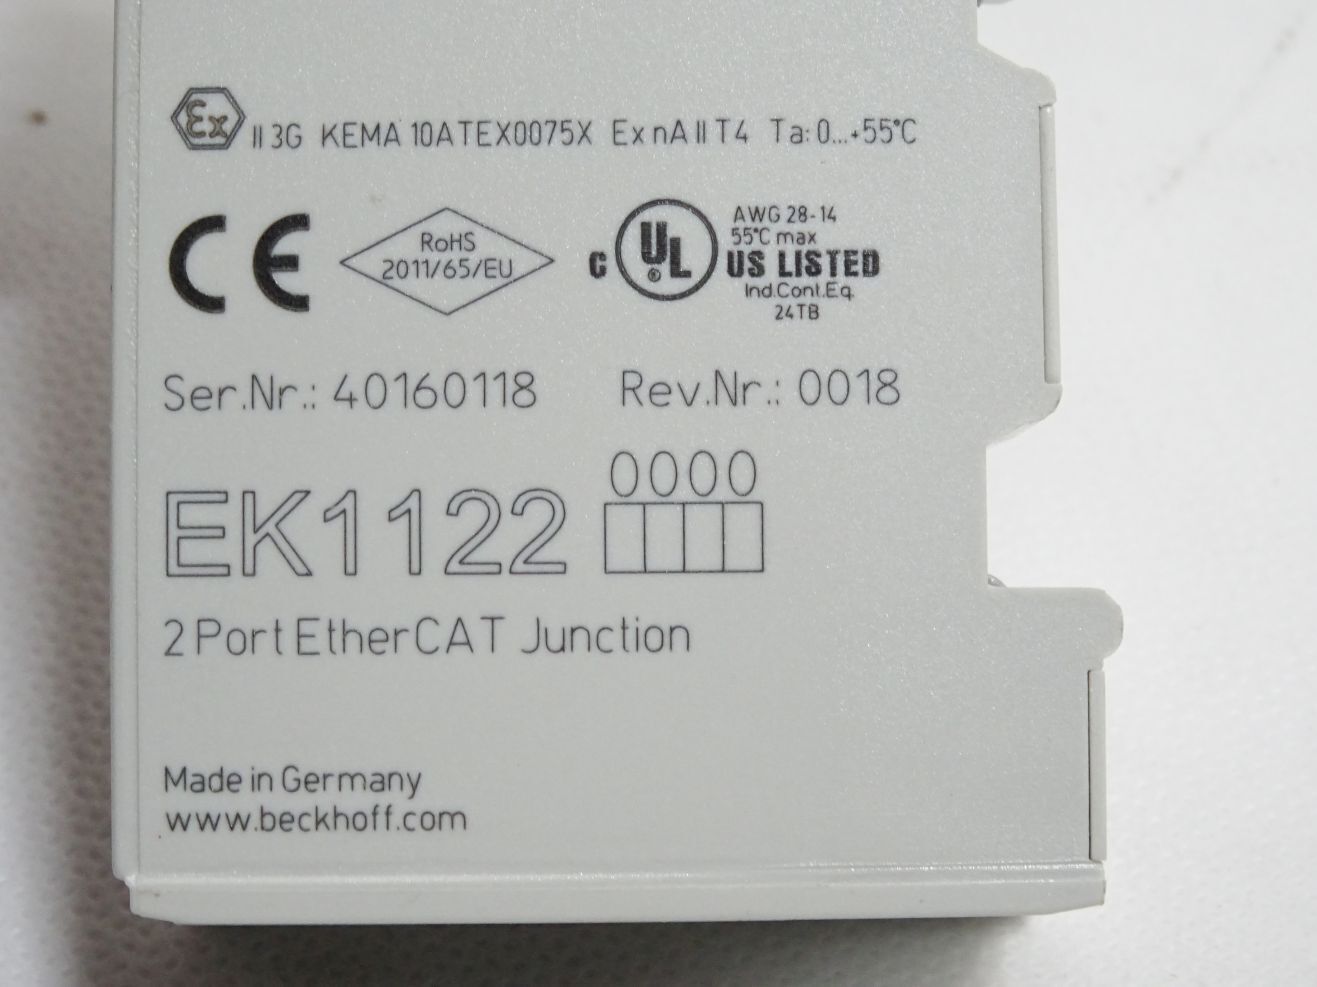 Ex II 3G KEMA 10ATEX0075X Ex nA II T4 Ta: 0...+55°C
CE
RoHS
2011/65/EU
C UL ® US LISTED
AWG 28-14
55°C max
Ind.Cont.Eq.
24TB
Ser.Nr.: 40160118 Rev.Nr.: 0018
0000
EK1122
2 Port EtherCAT Junction
Made in Germany
www.beckhoff.com